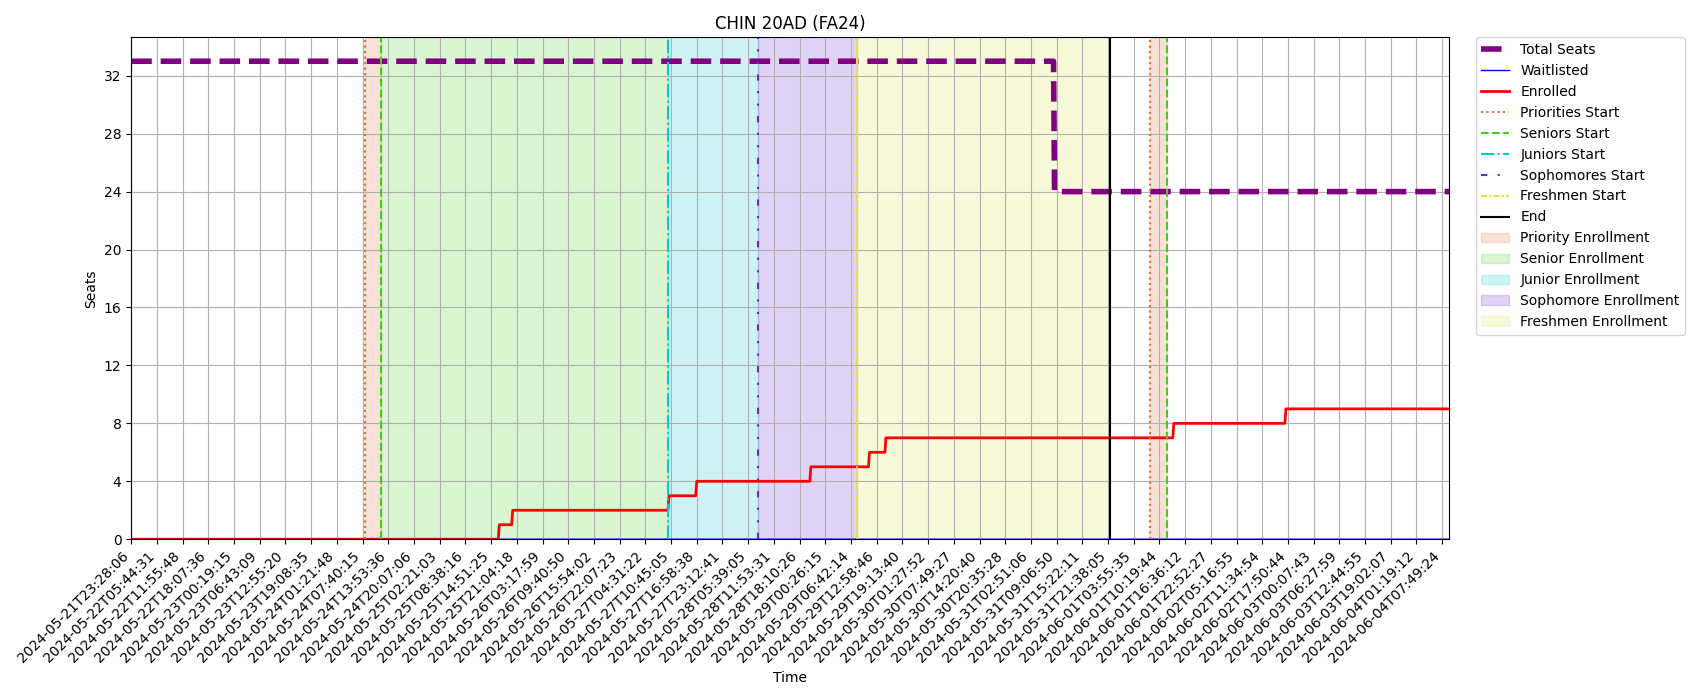 CHIN 20AD (FA24)
Seats
32
28
24
20
16
12
8
4
0
2024-05-21T23:28:06
2024-05-22T05:44:31
2024-05-22T11:55:48
2024-05-22T18:07:36
2024-05-23T00:19:15
2024-05-23T06:43:09
2024-05-23T12:55:20
2024-05-23T19:08:35
2024-05-24T01:21:48
2024-05-24T07:40:15
2024-05-24T13:53:36
2024-05-24T20:07:06
2024-05-25T02:21:03
2024-05-25T08:38:16
2024-05-25T14:51:25
2024-05-25T21:04:18
2024-05-26T03:17:59
2024-05-26T09:40:50
2024-05-26T15:54:02
2024-05-26T22:07:23
2024-05-27T04:31:22
2024-05-27T10:45:05
2024-05-27T16:58:38
2024-05-27T23:12:41
2024-05-28T05:39:05
2024-05-28T11:53:31
2024-05-28T18:10:26
2024-05-29T00:26:15
2024-05-29T06:42:14
2024-05-29T12:58:46
2024-05-29T19:13:40
2024-05-30T01:27:52
2024-05-30T07:49:27
2024-05-30T14:20:40
2024-05-30T20:35:28
2024-05-31T02:51:06
2024-05-31T09:06:50
2024-05-31T15:22:11
2024-05-31T21:38:05
2024-06-01T03:55:35
2024-06-01T10:19:44
2024-06-01T16:36:12
2024-06-01T22:52:27
2024-06-02T05:16:55
2024-06-02T11:34:54
2024-06-02T17:50:44
2024-06-03T00:07:43
2024-06-03T06:27:59
2024-06-03T12:44:55
2024-06-03T19:02:07
2024-06-04T01:19:12
2024-06-04T07:49:24
Time
Total Seats
Waitlisted
Enrolled
Priorities Start
Seniors Start
Juniors Start
Sophomores Start
Freshmen Start
End
Priority Enrollment
Senior Enrollment
Junior Enrollment
Sophomore Enrollment
Freshmen Enrollment